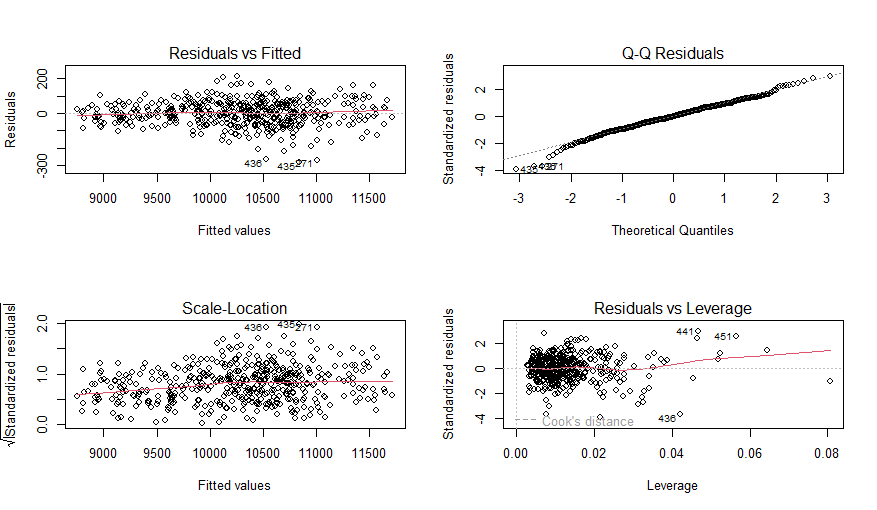 Residuals vs Fitted
Residuals
-300
0
200
436
435
271
9000 9500 10000 10500 11000 11500
Fitted values
Q-Q Residuals
Standardized residuals
-4 -2 0 2
435
271
-3 -2 -1 0 1 2 3
Theoretical Quantiles
Scale-Location
√|Standardized residuals|
0.0 1.0 2.0
436
435
271
9000 9500 10000 10500 11000 11500
Fitted values
Residuals vs Leverage
Standardized residuals
-4 -2 0 2
441
451
436
Cook's distance
0.00 0.02 0.04 0.06 0.08
Leverage